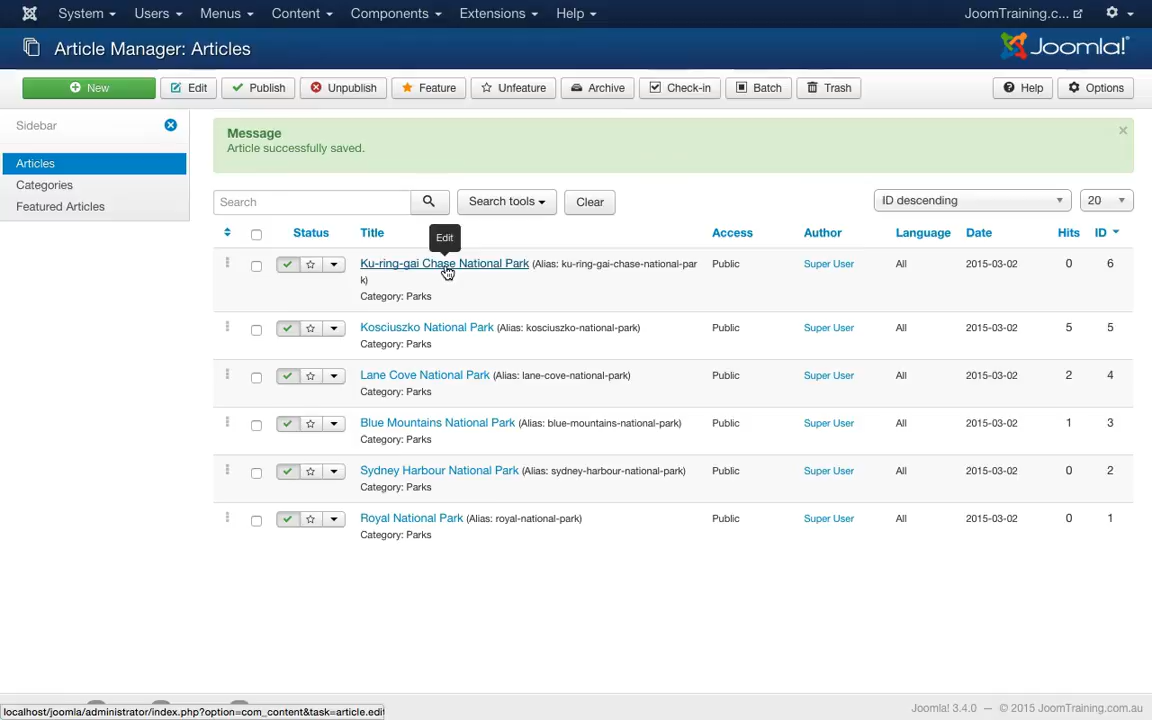 System Users Menus Content Components Extensions Help JoomTraining.c...
Article Manager: Articles Joomla!®
New Edit Publish Unpublish Feature Unfeature Archive Check-in Batch Trash Help Options
Sidebar
Articles
Categories
Featured Articles
Message
Article successfully saved.
×
Search Search tools Clear ID descending 20
Status Title Access Author Language Date Hits ID
Edit
Ku-ring-gai Chase National Park (Alias: ku-ring-gai-chase-national-par Public Super User All 2015-03-02 0 6
k)
Category: Parks
Kosciuszko National Park (Alias: kosciuszko-national-park) Public Super User All 2015-03-02 5 5
Category: Parks
Lane Cove National Park (Alias: lane-cove-national-park) Public Super User All 2015-03-02 2 4
Category: Parks
Blue Mountains National Park (Alias: blue-mountains-national-park) Public Super User All 2015-03-02 1 3
Category: Parks
Sydney Harbour National Park (Alias: sydney-harbour-national-park) Public Super User All 2015-03-02 0 2
Category: Parks
Royal National Park (Alias: royal-national-park) Public Super User All 2015-03-02 0 1
Category: Parks
localhost/joomla/administrator/index.php?option=com_content&task=article.edit
Joomla! 3.4.0 — © 2015 JoomTraining.com.au